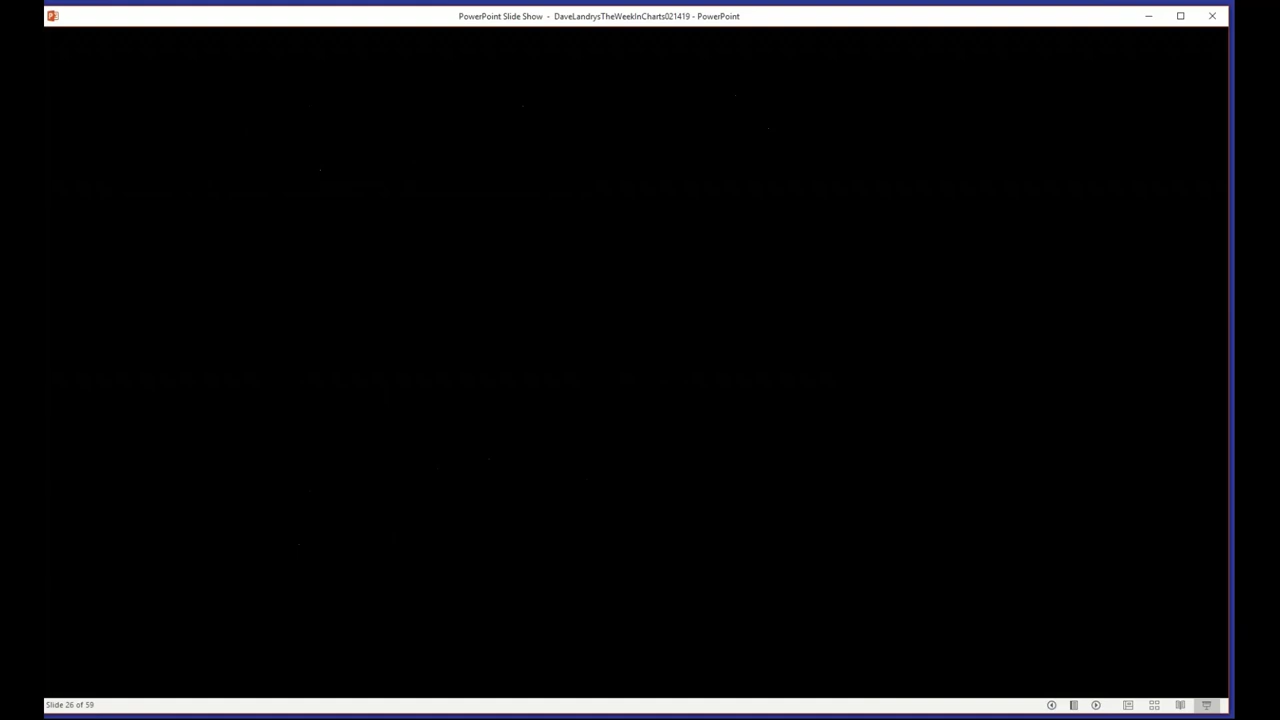 PowerPoint Slide Show - DaveLandrysTheWeekInCharts021419 - PowerPoint
Slide 26 of 59